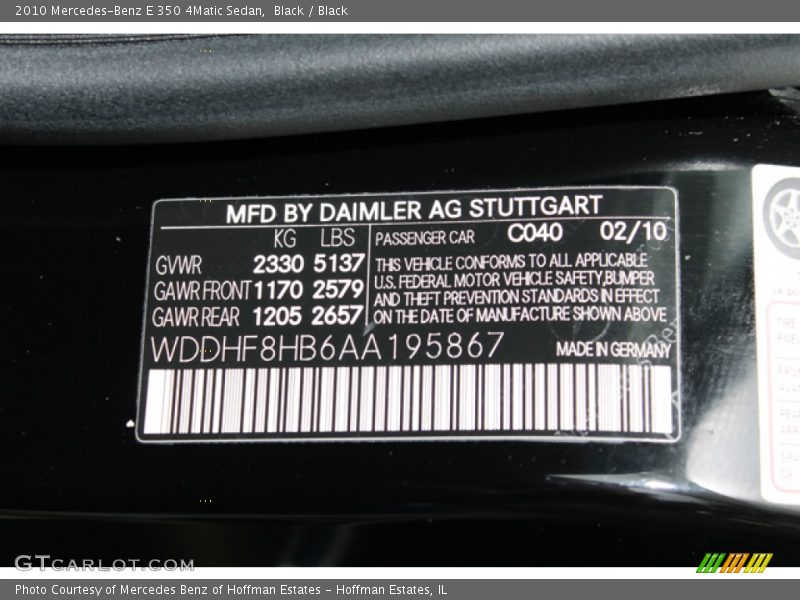 2010 Mercedes-Benz E 350 4Matic Sedan,  Black / Black
MFD BY DAIMLER AG STUTTGART
KG LBS
PASSENGER CAR C040 02/10
GVWR 2330 5137
GAWR FRONT 1170 2579
GAWR REAR 1205 2657
THIS VEHICLE CONFORMS TO ALL APPLICABLE
U.S. FEDERAL MOTOR VEHICLE SAFETY,BUMPER
AND THEFT PREVENTION STANDARDS IN EFFECT
ON THE DATE OF MANUFACTURE SHOWN ABOVE
WDDHF8HB6AA195867
MADE IN GERMANY
GTCARLOT.COM
Photo Courtesy of Mercedes Benz of Hoffman Estates - Hoffman Estates, IL